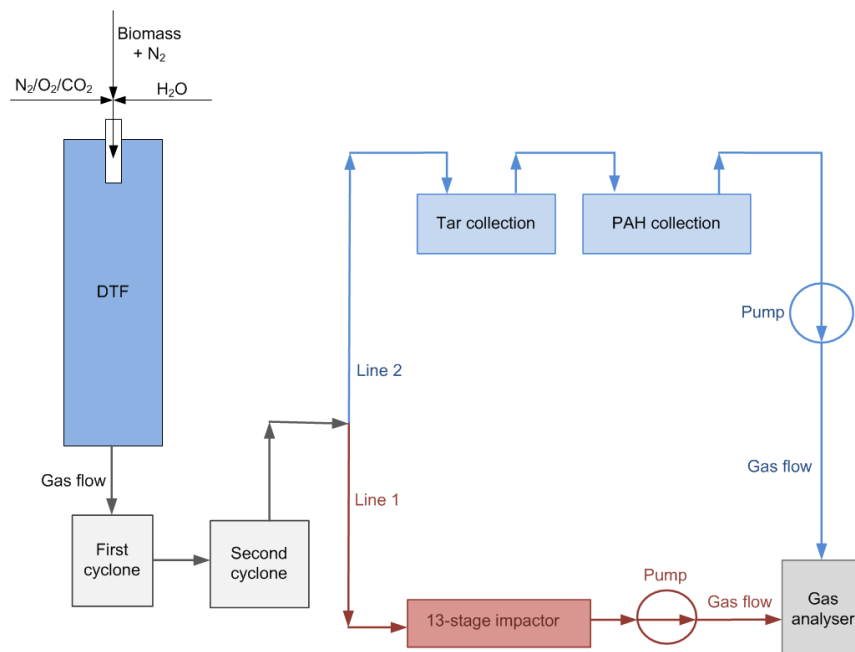 Biomass
+ N₂
N₂/O₂/CO₂
H₂O
DTF
Gas flow
First
cyclone
Second
cyclone
Line 2
Line 1
Tar collection
PAH collection
Pump
Gas flow
13-stage impactor
Pump
Gas flow
Gas
analyser